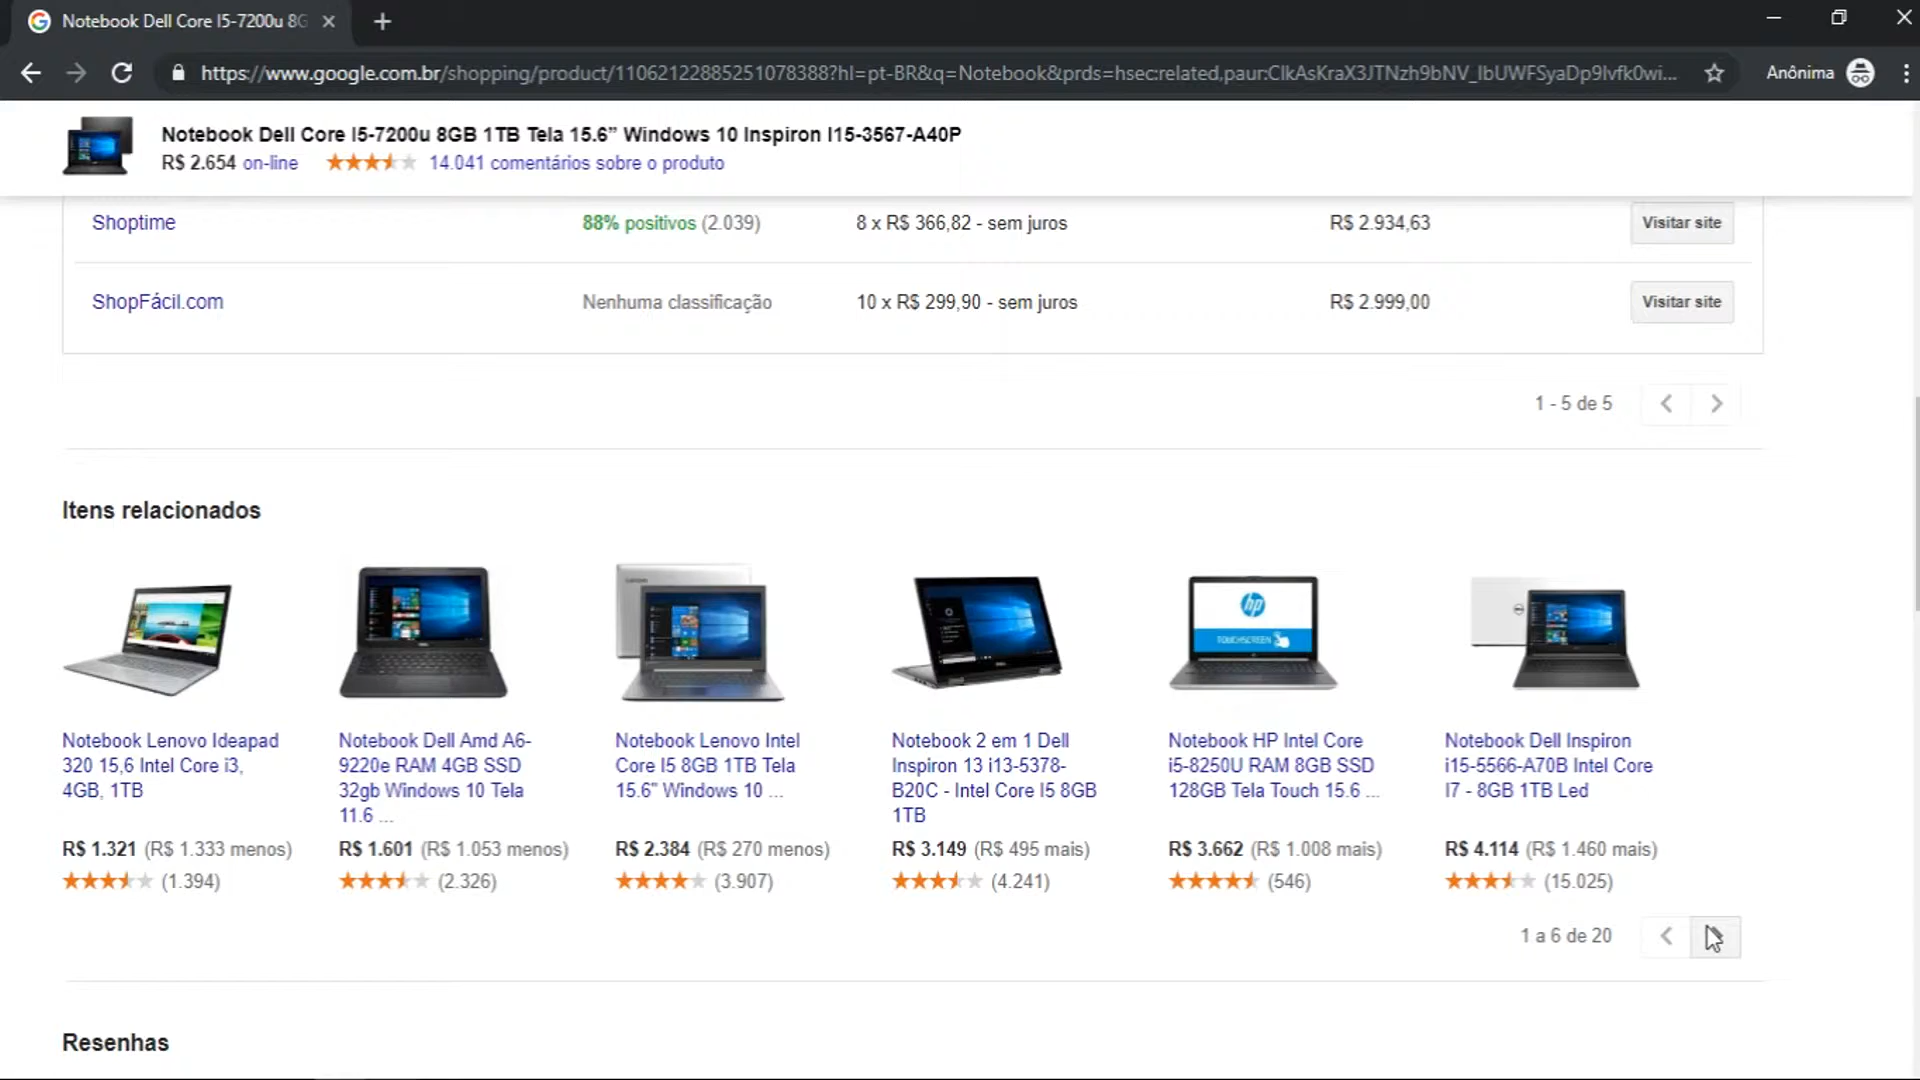 Notebook Dell Core I5-7200u 8G
https://www.google.com.br/shopping/product/11062122885251078388?hl=pt-BR&q=Notebook&prds=hsec:related,paur:ClkAsKraX3JTNzh9bNV_IbUWFSyaDp9Ivfk0wi...
Anônima
Notebook Dell Core I5-7200u 8GB 1TB Tela 15.6” Windows 10 Inspiron I15-3567-A40P
R$ 2.654 on-line 14.041 comentários sobre o produto
Shoptime 88% positivos (2.039) 8 x R$ 366,82 - sem juros R$ 2.934,63 Visitar site
ShopFácil.com Nenhuma classificação 10 x R$ 299,90 - sem juros R$ 2.999,00 Visitar site
1 - 5 de 5
Itens relacionados
hp
TOUCHSCREEN
Notebook Lenovo Ideapad
320 15,6 Intel Core i3,
4GB, 1TB
R$ 1.321 (R$ 1.333 menos)
(1.394)
Notebook Dell Amd A6-
9220e RAM 4GB SSD
32gb Windows 10 Tela
11.6 ...
R$ 1.601 (R$ 1.053 menos)
(2.326)
Notebook Lenovo Intel
Core I5 8GB 1TB Tela
15.6" Windows 10 ...
R$ 2.384 (R$ 270 menos)
(3.907)
Notebook 2 em 1 Dell
Inspiron 13 i13-5378-
B20C - Intel Core I5 8GB
1TB
R$ 3.149 (R$ 495 mais)
(4.241)
Notebook HP Intel Core
i5-8250U RAM 8GB SSD
128GB Tela Touch 15.6 ...
R$ 3.662 (R$ 1.008 mais)
(546)
Notebook Dell Inspiron
i15-5566-A70B Intel Core
I7 - 8GB 1TB Led
R$ 4.114 (R$ 1.460 mais)
(15.025)
1 a 6 de 20
Resenhas